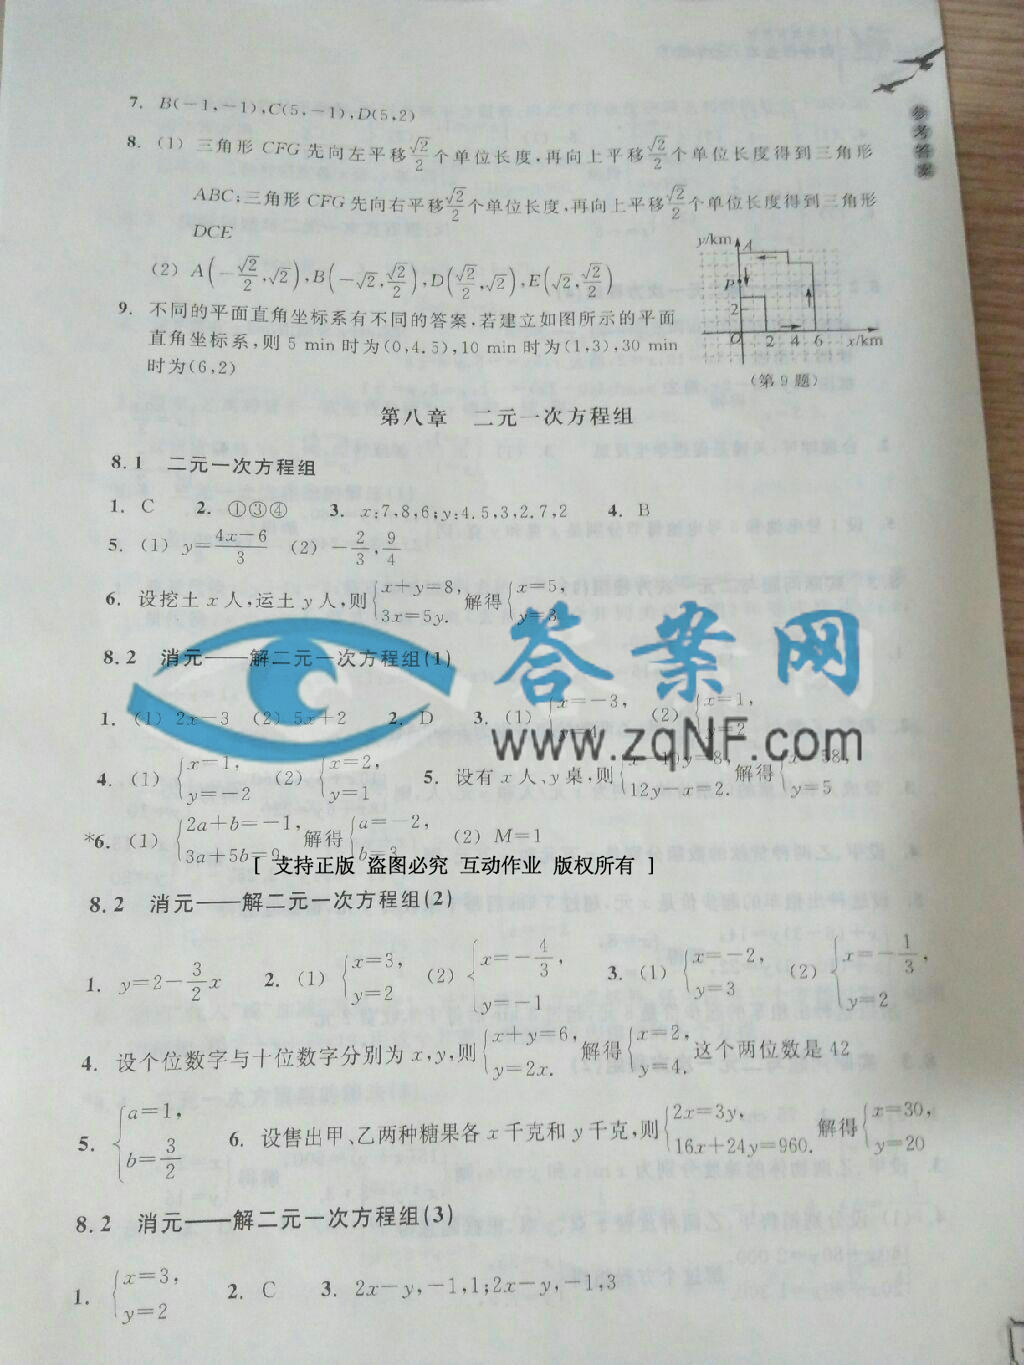 参考答案
7. B(-1,-1),C(5,-1),D(5,2)
8. (1) 三角形 CFG 先向左平移√2/2个单位长度,再向上平移√2/2个单位长度得到三角形
ABC;三角形 CFG 先向右平移√2/2个单位长度,再向上平移√2/2个单位长度得到三角形
DCE
(2) A(-√2/2,√2),B(-√2,√2/2),D(√2/2,√2),E(√2,√2/2)
9. 不同的平面直角坐标系有不同的答案,若建立如图所示的平面
直角坐标系,则 5 min 时为(0,4.5),10 min 时为(1,3),30 min
时为(6,2)
y/km A
P
2
O 2 4 6 x/km
(第 9 题)
第八章 二元一次方程组
8.1 二元一次方程组
1. C 2. ①③④ 3. x:7,8,6;y:4.5,3,2.7,2 4. B
5. (1) y=(4x-6)/3 (2) -2/3,9/4
6. 设挖土 x 人,运土 y 人,则{x+y=8, 3x=5y. 解得{x=5, y=3
8.2 消元——解二元一次方程组(1)
1. (1) 2x-3 (2) 5x+2 2. D 3. (1) {x=-3, (2) {x=1, y=2
4. (1) {x=1, y=-2 (2) {x=2, y=1 5. 设有 x 人、y 桌,则{12y-x=2. 解得{y=5
*6. (1) {2a+b=-1, 3a+5b=9 解得{a=-2, b=3 (2) M=1
8.2 消元——解二元一次方程组(2)
1. y=2-3/2x 2. (1) {x=3, y=2 (2) {x=-4/3, y=-1 3. (1) {x=-2, y=3 (2) {x=-1/3, y=2
4. 设个位数字与十位数字分别为 x,y,则{x+y=6, y=2x. 解得{x=2, y=4. 这个两位数是 42
5. {a=1, b=3/2 6. 设售出甲、乙两种糖果各 x 千克和 y 千克,则{2x=3y, 16x+24y=960. 解得{x=30, y=20
8.2 消元——解二元一次方程组(3)
1. {x=3, y=2 2. C 3. 2x-y,-1,1;2x-y,-1,3
答案网
www.zqNF.com
[ 支持正版 盗图必究 互动作业 版权所有 ]